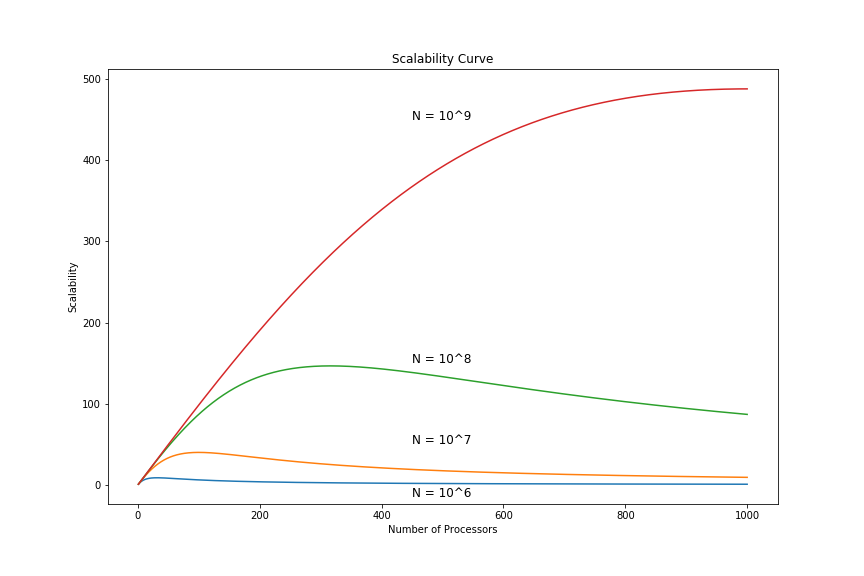 Scalability Curve
500
N = 10^9
400
300
Scalability
200
N = 10^8
100
N = 10^7
0
N = 10^6
0 200 400 600 800 1000
Number of Processors